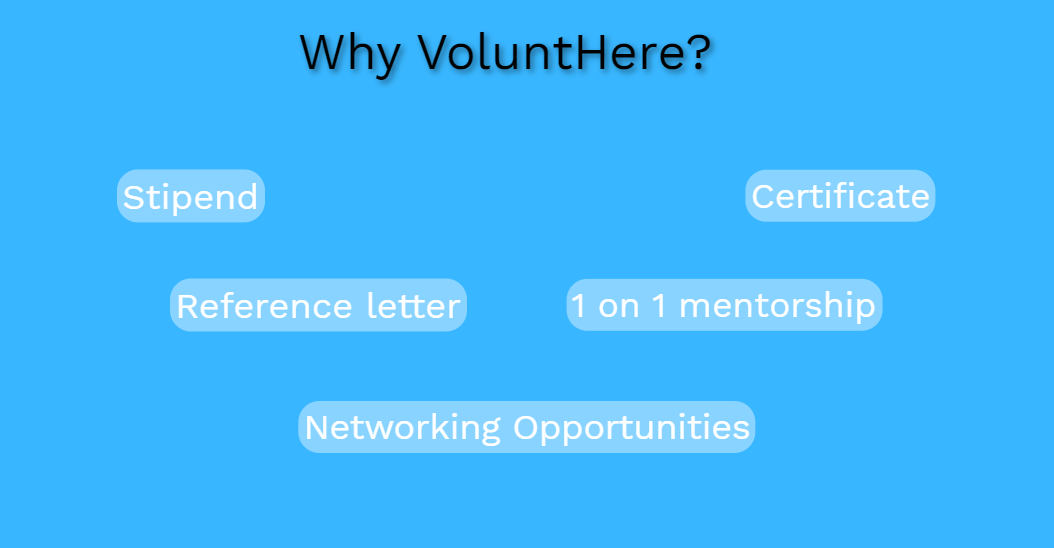 Why VoluntHere?
Stipend
Certificate
Reference letter
1 on 1 mentorship
Networking Opportunities